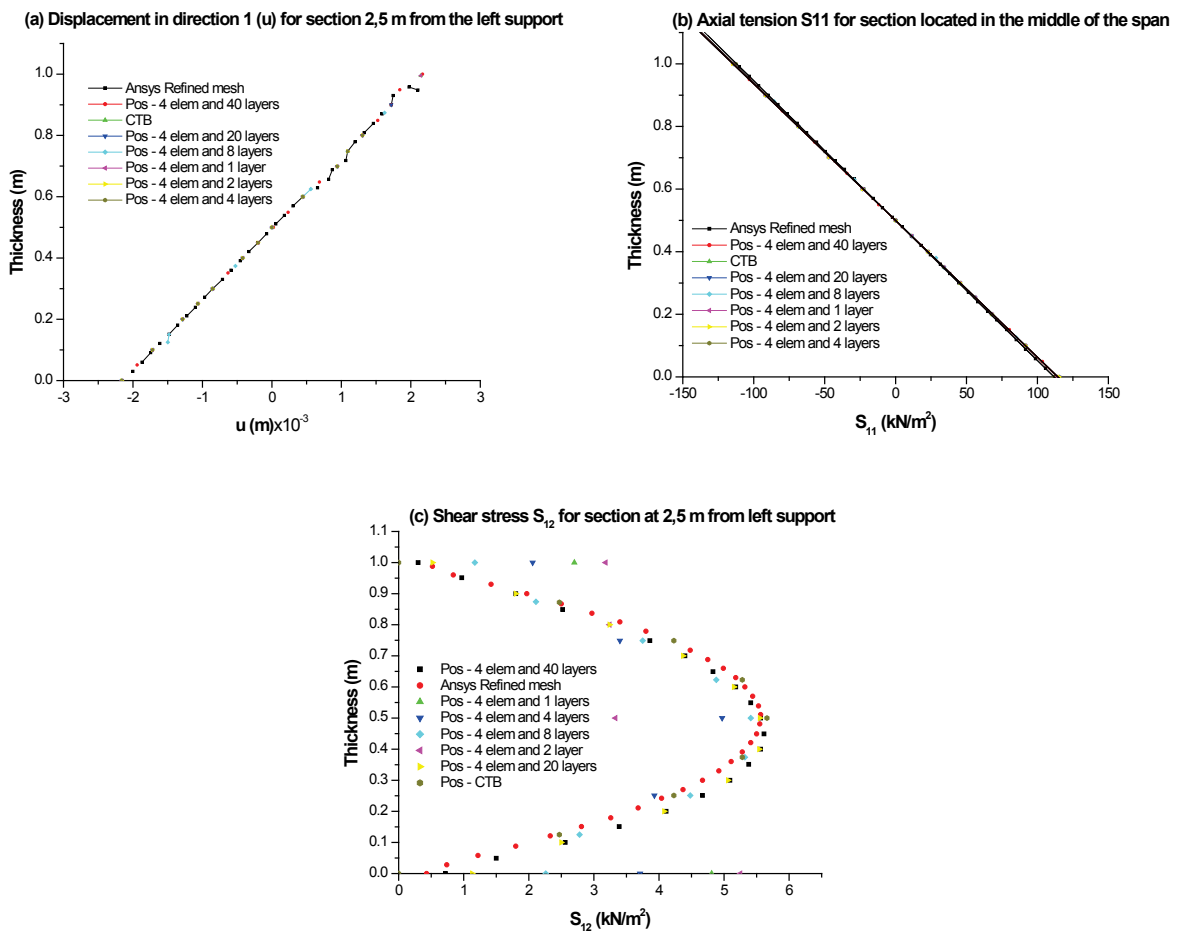 (a) Displacement in direction 1 (u) for section 2,5 m from the left support
Thickness (m)
1.0
0.8
0.6
0.4
0.2
0.0
Ansys Refined mesh
Pos - 4 elem and 40 layers
CTB
Pos - 4 elem and 20 layers
Pos - 4 elem and 8 layers
Pos - 4 elem and 1 layer
Pos - 4 elem and 2 layers
Pos - 4 elem and 4 layers
-3 -2 -1 0 1 2 3
u (m)x10-3
(b) Axial tension S11 for section located in the middle of the span
Thickness (m)
1.0
0.8
0.6
0.4
0.2
0.0
Ansys Refined mesh
Pos - 4 elem and 40 layers
CTB
Pos - 4 elem and 20 layers
Pos - 4 elem and 8 layers
Pos - 4 elem and 1 layer
Pos - 4 elem and 2 layers
Pos - 4 elem and 4 layers
-150 -100 -50 0 50 100 150
S11 (kN/m2)
(c) Shear stress S12 for section at 2,5 m from left support
Thickness (m)
1.1
1.0
0.9
0.8
0.7
0.6
0.5
0.4
0.3
0.2
0.1
0.0
Pos - 4 elem and 40 layers
Ansys Refined mesh
Pos - 4 elem and 1 layers
Pos - 4 elem and 4 layers
Pos - 4 elem and 8 layers
Pos - 4 elem and 2 layer
Pos - 4 elem and 20 layers
Pos - CTB
0 1 2 3 4 5 6
S12 (kN/m2)